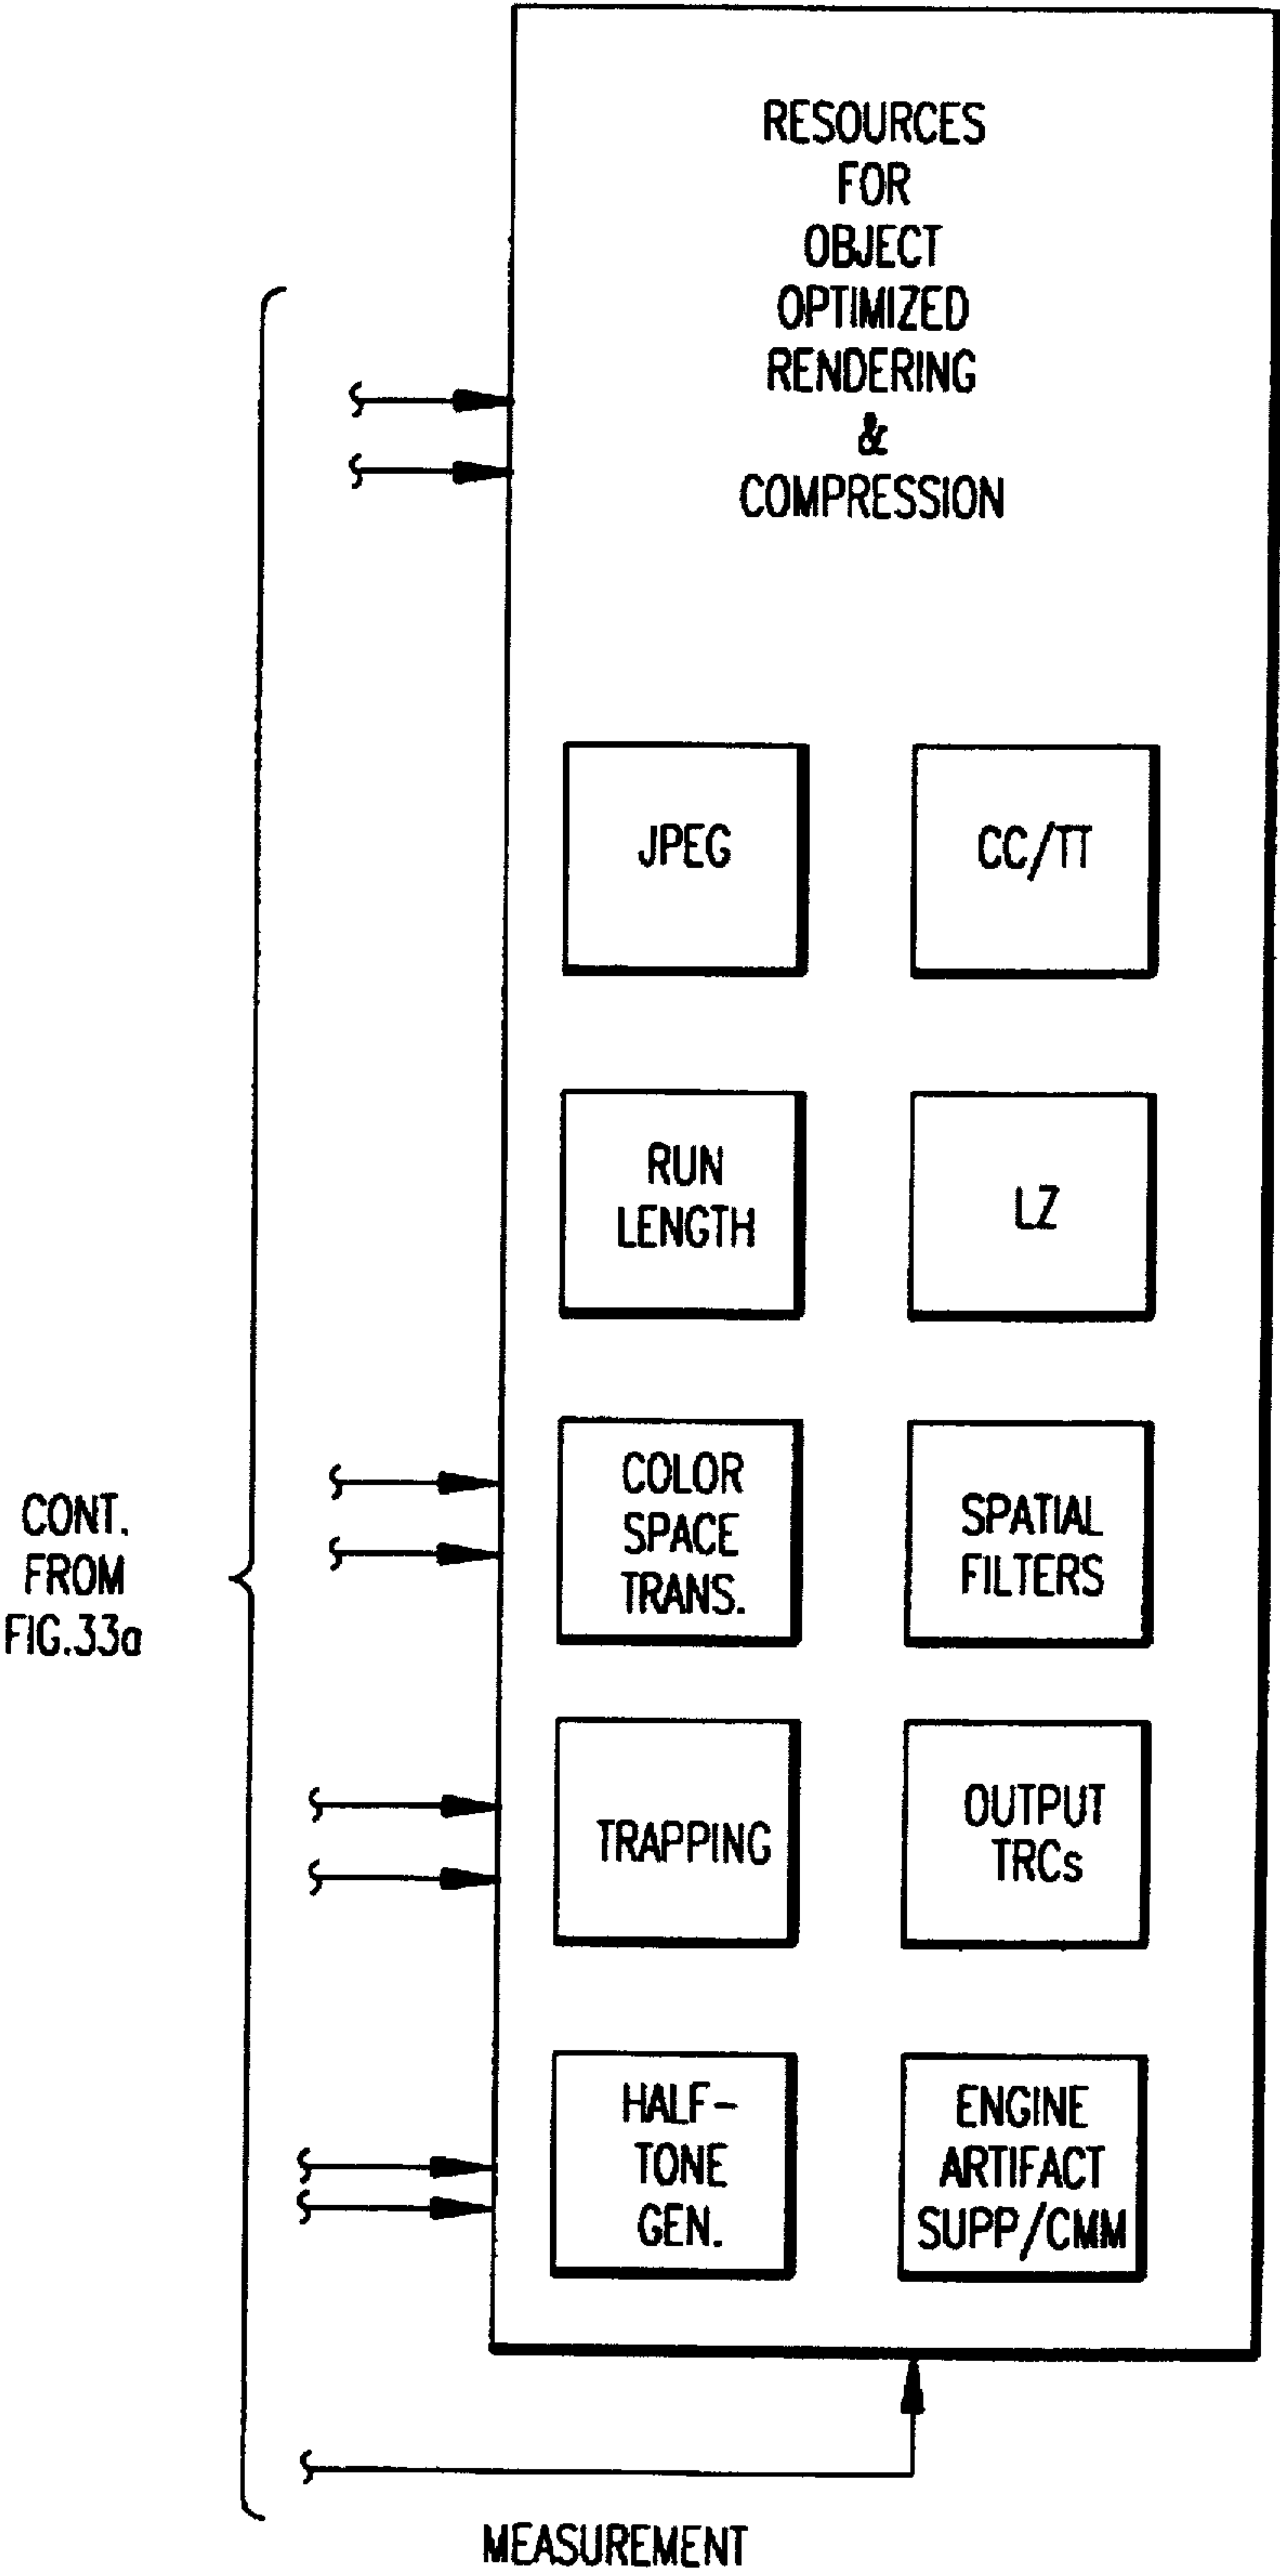 RESOURCES
FOR
OBJECT
OPTIMIZED
RENDERING
&
COMPRESSION
JPEG
CC/TT
RUN
LENGTH
LZ
COLOR
SPACE
TRANS.
SPATIAL
FILTERS
CONT.
FROM
FIG.33a
TRAPPING
OUTPUT
TRCs
HALF-
TONE
GEN.
ENGINE
ARTIFACT
SUPP/CMM
MEASUREMENT